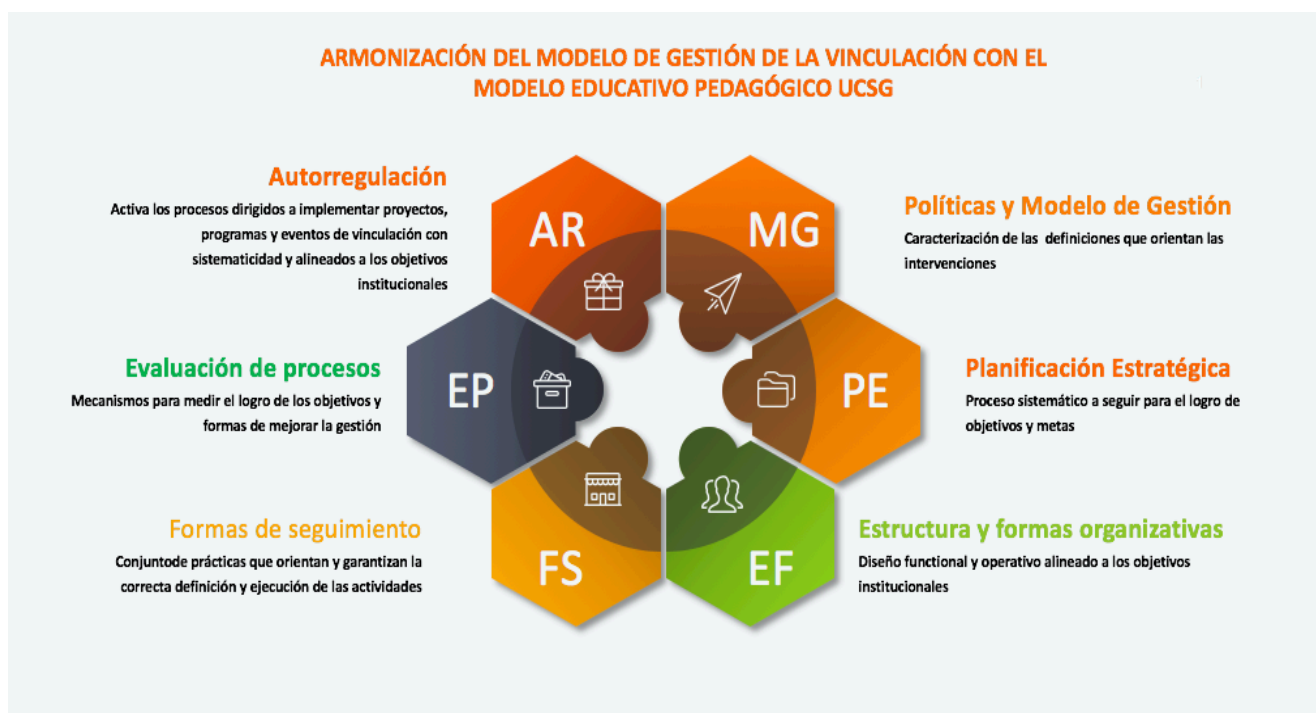 ARMONIZACIÓN DEL MODELO DE GESTIÓN DE LA VINCULACIÓN CON EL
MODELO EDUCATIVO PEDAGÓGICO UCSG
Autorregulación
Activa los procesos dirigidos a implementar proyectos,
programas y eventos de vinculación con
sistematicidad y alineados a los objetivos
institucionales
AR
MG
Políticas y Modelo de Gestión
Caracterización de las definiciones que orientan las
intervenciones
Evaluación de procesos
Mecanismos para medir el logro de los objetivos y
formas de mejorar la gestión
EP
PE
Planificación Estratégica
Proceso sistemático a seguir para el logro de
objetivos y metas
Formas de seguimiento
Conjuntode prácticas que orientan y garantizan la
correcta definición y ejecución de las actividades
FS
EF
Estructura y formas organizativas
Diseño functional y operativo alineado a los objetivos
institucionales